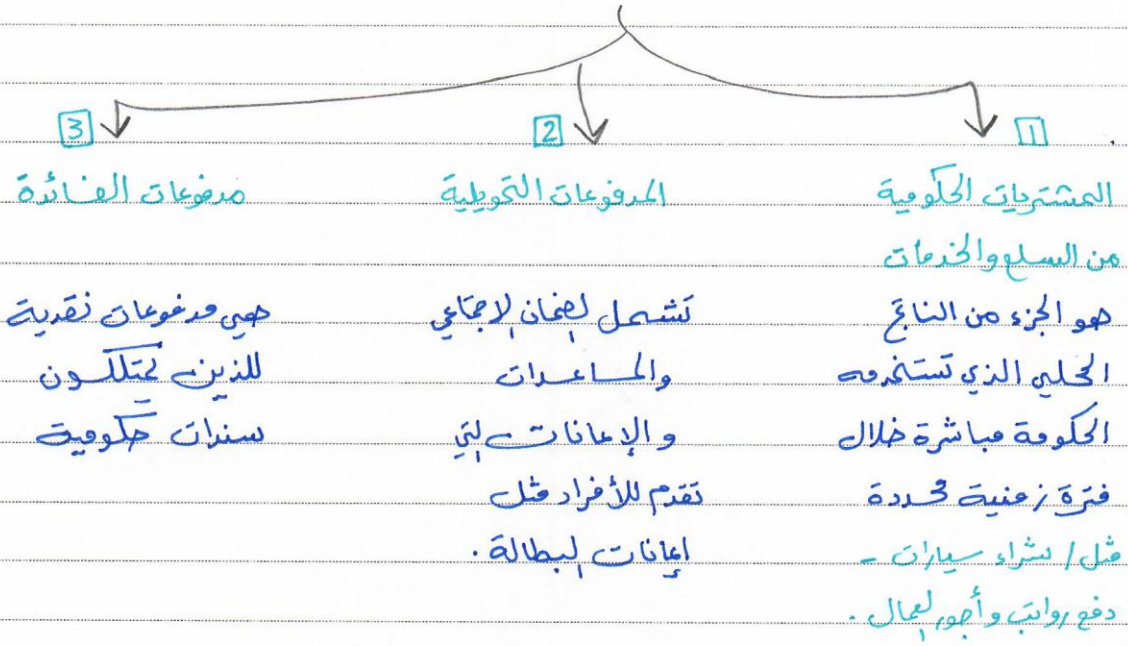 1
المشتريات الحكومية
من السلع والخدمات
هو الجزء من الناتج
المحلي الذي تستخدمه
الحكومة مباشرة خلال
فترة زمنية محددة
مثل / شراء سيارات -
دفع رواتب وأجور العمال .
2
المدفوعات التحويلية
تشمل الضمان الاجتماعي
والمساعدات
و الإعانات التي
تقدم للأفراد مثل
إعانات البطالة .
3
مدفوعات الفائدة
هي مدفوعات نقدية
للذين يمتلكون
سندات حكومية